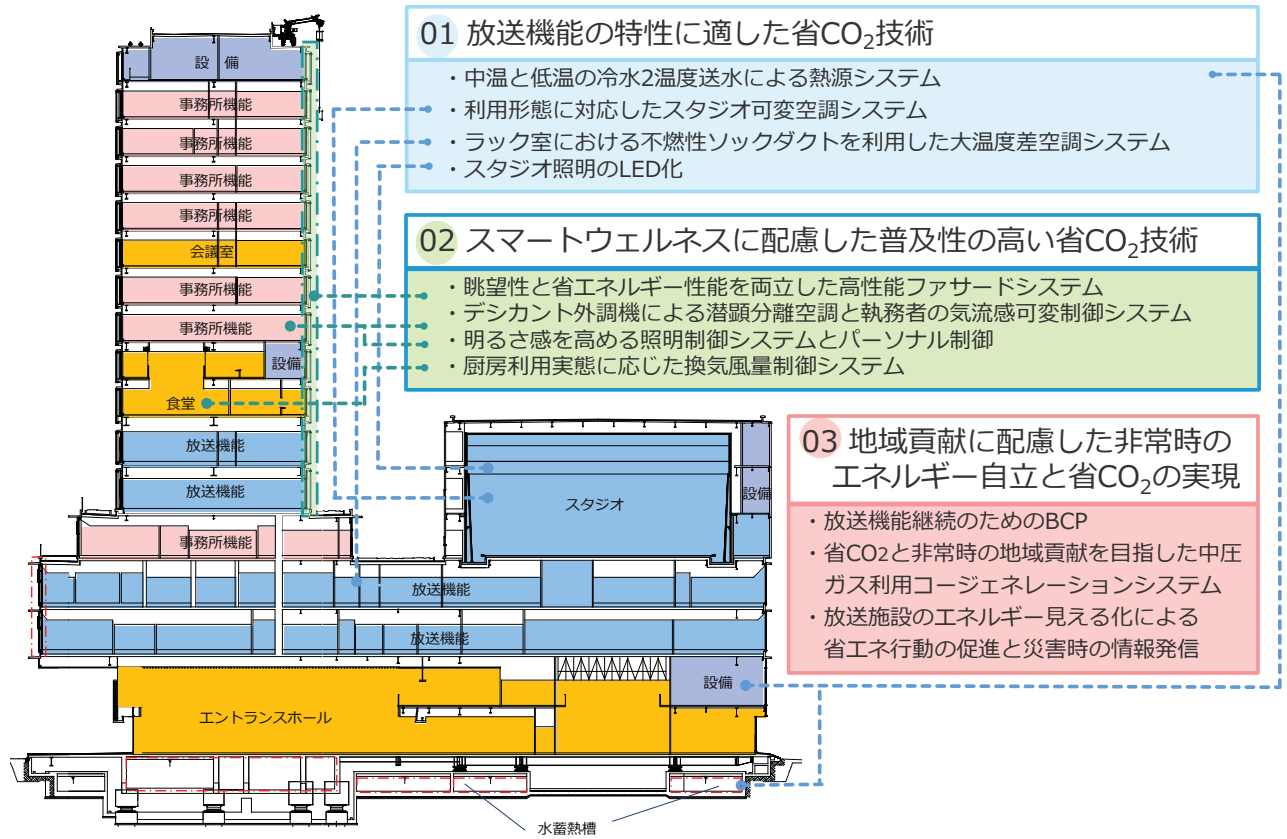 01 放送機能の特性に適した省CO₂技術
・中温と低温の冷水2温度送水による熱源システム
・利用形態に対応したスタジオ可変空調システム
・ラック室における不燃性ソックダクトを利用した大温度差空調システム
・スタジオ照明のLED化
02 スマートウェルネスに配慮した普及性の高い省CO₂技術
・眺望性と省エネルギー性能を両立した高性能ファサードシステム
・デシカント外調機による潜顕分離空調と執務者の気流感可変制御システム
・明るさ感を高める照明制御システムとパーソナル制御
・厨房利用実態に応じた換気風量制御システム
03 地域貢献に配慮した非常時の
エネルギー自立と省CO₂の実現
・放送機能継続のためのBCP
・省CO2と非常時の地域貢献を目指した中圧
ガス利用コージェネレーションシステム
・放送施設のエネルギー見える化による
省エネ行動の促進と災害時の情報発信
設 備
事務所機能
事務所機能
事務所機能
事務所機能
会議室
事務所機能
事務所機能
設備
食堂
放送機能
放送機能
スタジオ
設備
事務所機能
放送機能
放送機能
設備
エントランスホール
水蓄熱槽